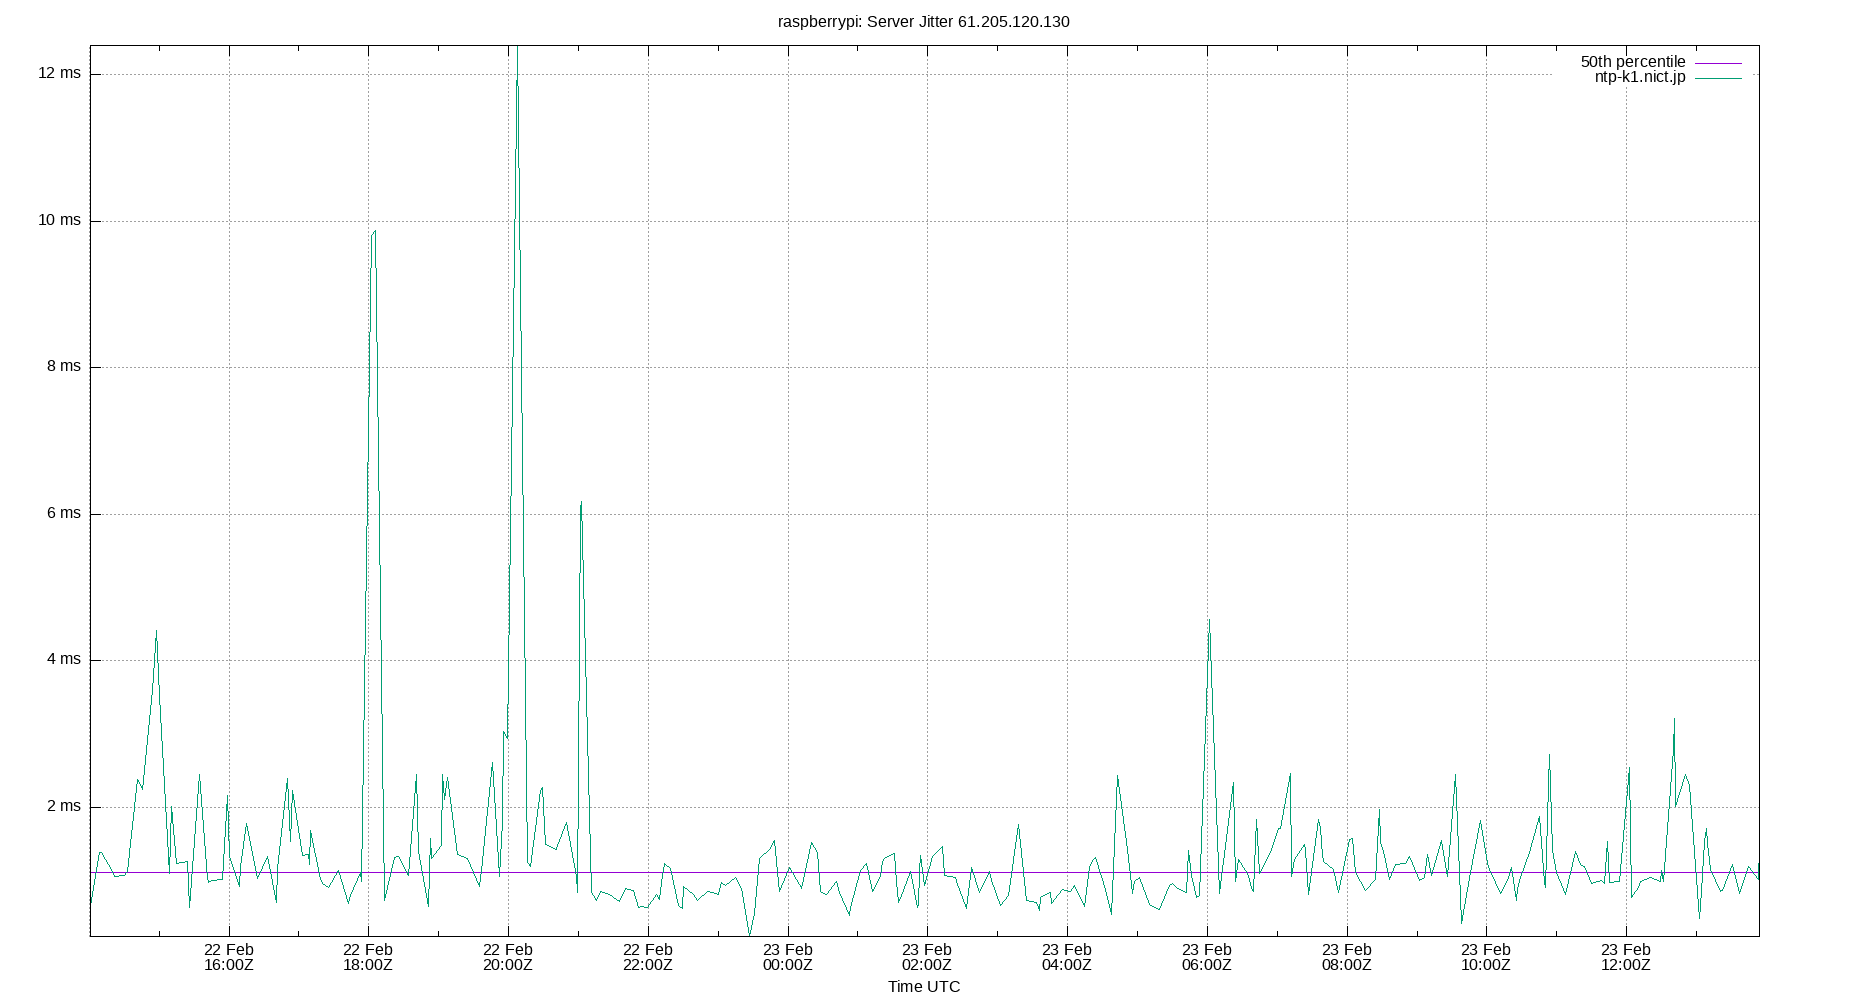 raspberrypi: Server Jitter 61.205.120.130
50th percentile
ntp-k1.nict.jp
12 ms
10 ms
8 ms
6 ms
4 ms
2 ms
22 Feb 22 Feb 22 Feb 22 Feb 23 Feb 23 Feb 23 Feb 23 Feb 23 Feb 23 Feb 23 Feb
16:00Z 18:00Z 20:00Z 22:00Z 00:00Z 02:00Z 04:00Z 06:00Z 08:00Z 10:00Z 12:00Z
Time UTC